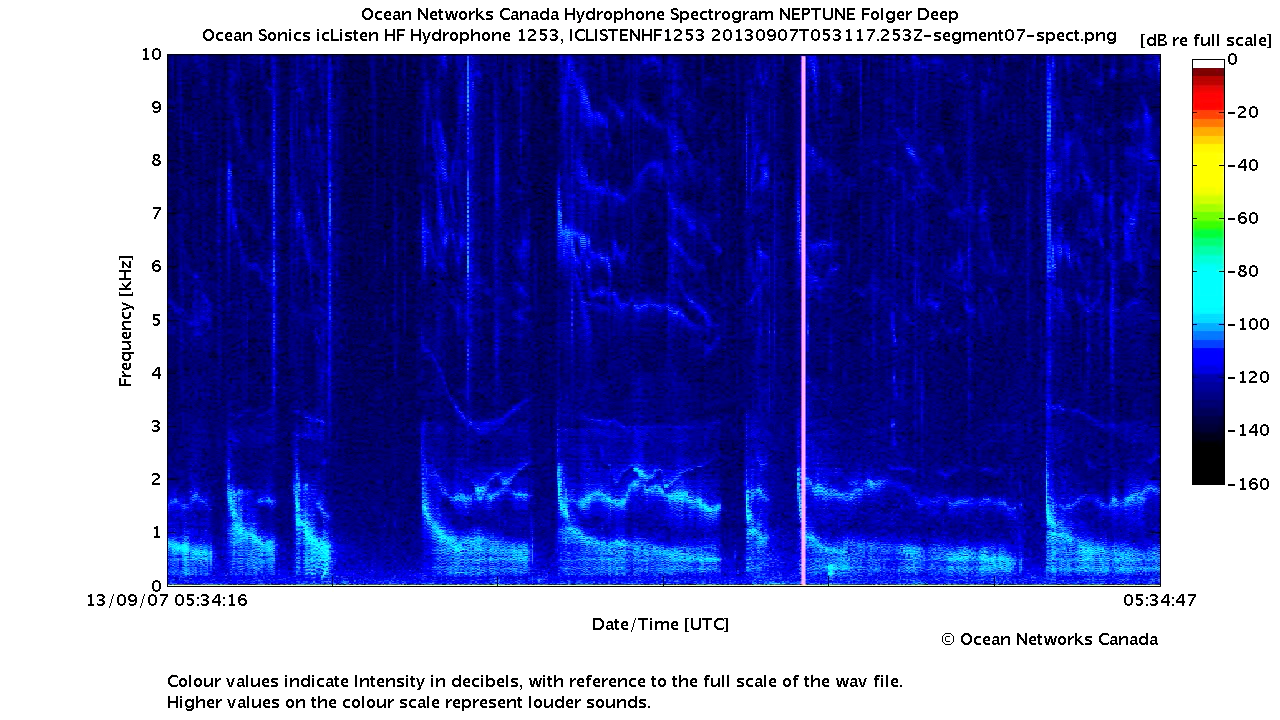 Ocean Networks Canada Hydrophone Spectrogram NEPTUNE Folger Deep
Ocean Sonics icListen HF Hydrophone 1253, ICLISTENHF1253 20130907T053117.253Z-segment07-spect.png
[dB re full scale]
10
9
8
7
6
5
4
3
2
1
0
Frequency [kHz]
0
-20
-40
-60
-80
-100
-120
-140
-160
13/09/07 05:34:16
05:34:47
Date/Time [UTC]
© Ocean Networks Canada
Colour values indicate Intensity in decibels, with reference to the full scale of the wav file.
Higher values on the colour scale represent louder sounds.